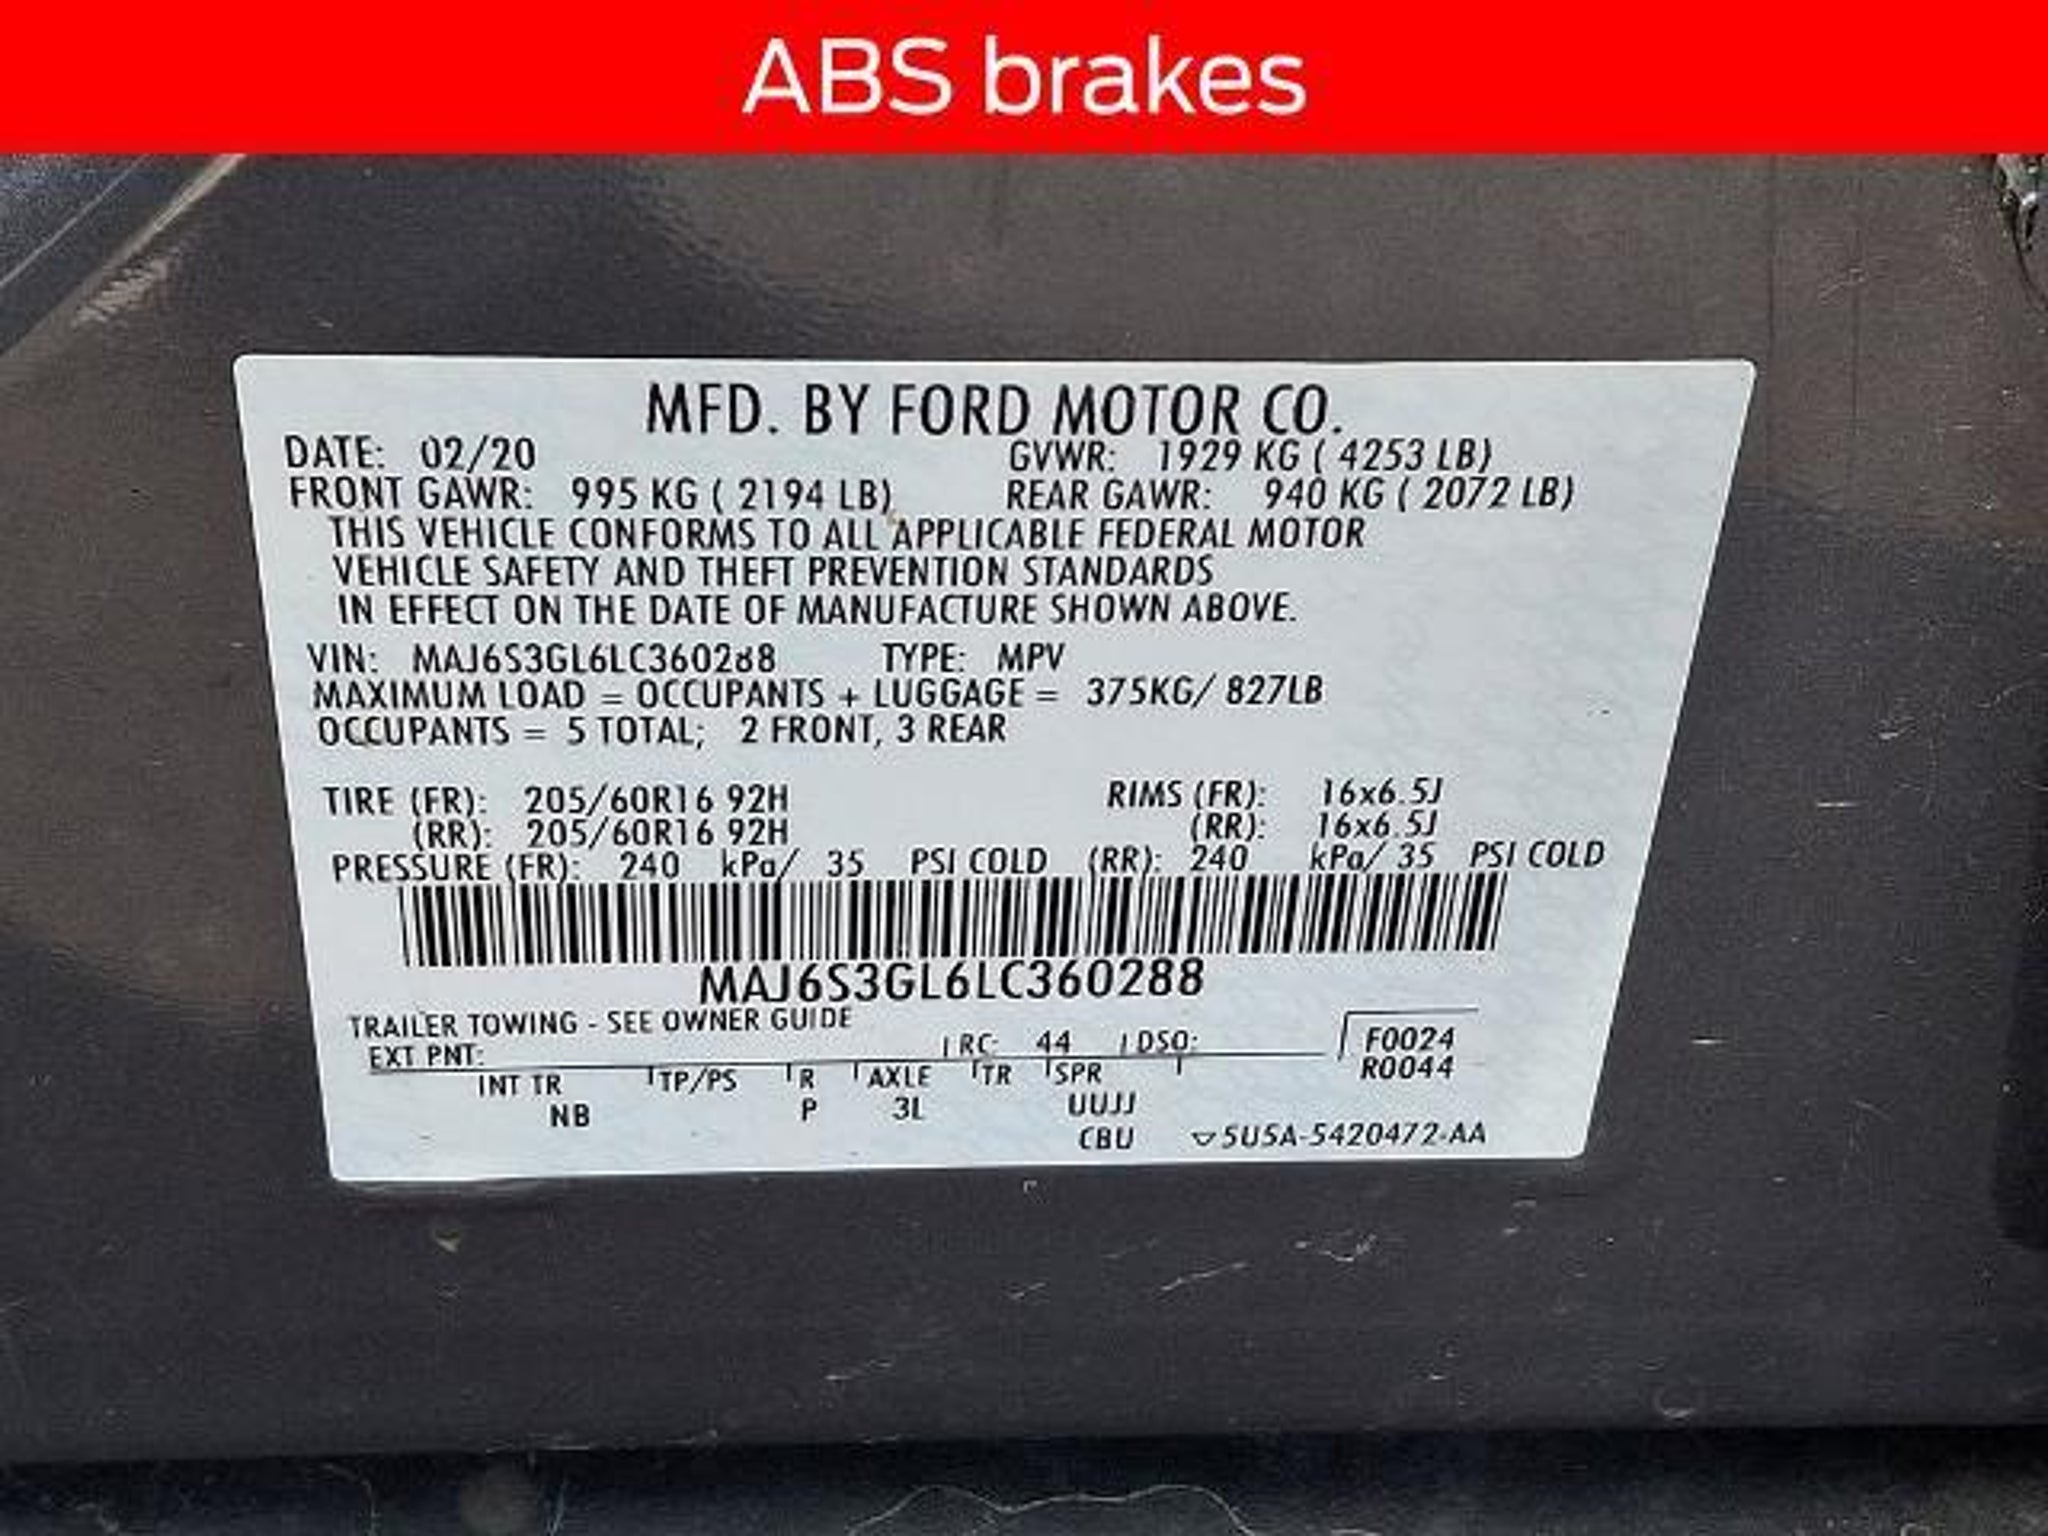 ABS brakes
MFD. BY FORD MOTOR CO.
DATE: 02/20 GVWR: 1929 KG ( 4253 LB)
FRONT GAWR: 995 KG ( 2194 LB) REAR GAWR: 940 KG ( 2072 LB)
THIS VEHICLE CONFORMS TO ALL APPLICABLE FEDERAL MOTOR
VEHICLE SAFETY AND THEFT PREVENTION STANDARDS
IN EFFECT ON THE DATE OF MANUFACTURE SHOWN ABOVE.
VIN: MAJ6S3GL6LC360288 TYPE: MPV
MAXIMUM LOAD = OCCUPANTS + LUGGAGE = 375KG/ 827LB
OCCUPANTS = 5 TOTAL; 2 FRONT, 3 REAR
TIRE (FR): 205/60R16 92H RIMS (FR): 16x6.5J
(RR): 205/60R16 92H (RR): 16x6.5J
PRESSURE (FR): 240 kPa/ 35 PSI COLD (RR): 240 kPa/ 35 PSI COLD
MAJ6S3GL6LC360288
TRAILER TOWING - SEE OWNER GUIDE
EXT PNT: RC: 44 DSO: F0024
R0044
INT TR TP/PS R AXLE TR SPR
NB P 3L UUJJ
CBU ▽5U5A-5420472-AA